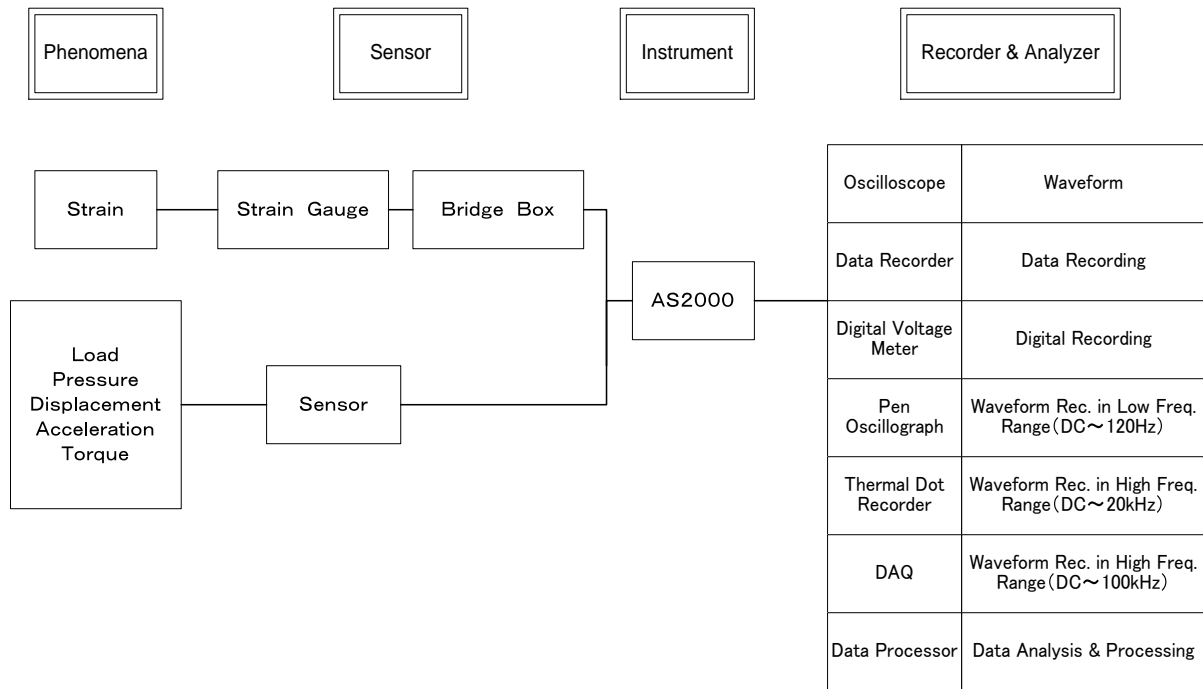 Phenomena
Sensor
Instrument
Recorder & Analyzer
Strain
Strain Gauge
Bridge Box
Load
Pressure
Displacement
Acceleration
Torque
Sensor
AS2000
Oscilloscope
Waveform
Data Recorder
Data Recording
Digital Voltage
Meter
Digital Recording
Pen
Oscillograph
Waveform Rec. in Low Freq.
Range(DC～120Hz)
Thermal Dot
Recorder
Waveform Rec. in High Freq.
Range(DC～20kHz)
DAQ
Waveform Rec. in High Freq.
Range(DC～100kHz)
Data Processor
Data Analysis & Processing